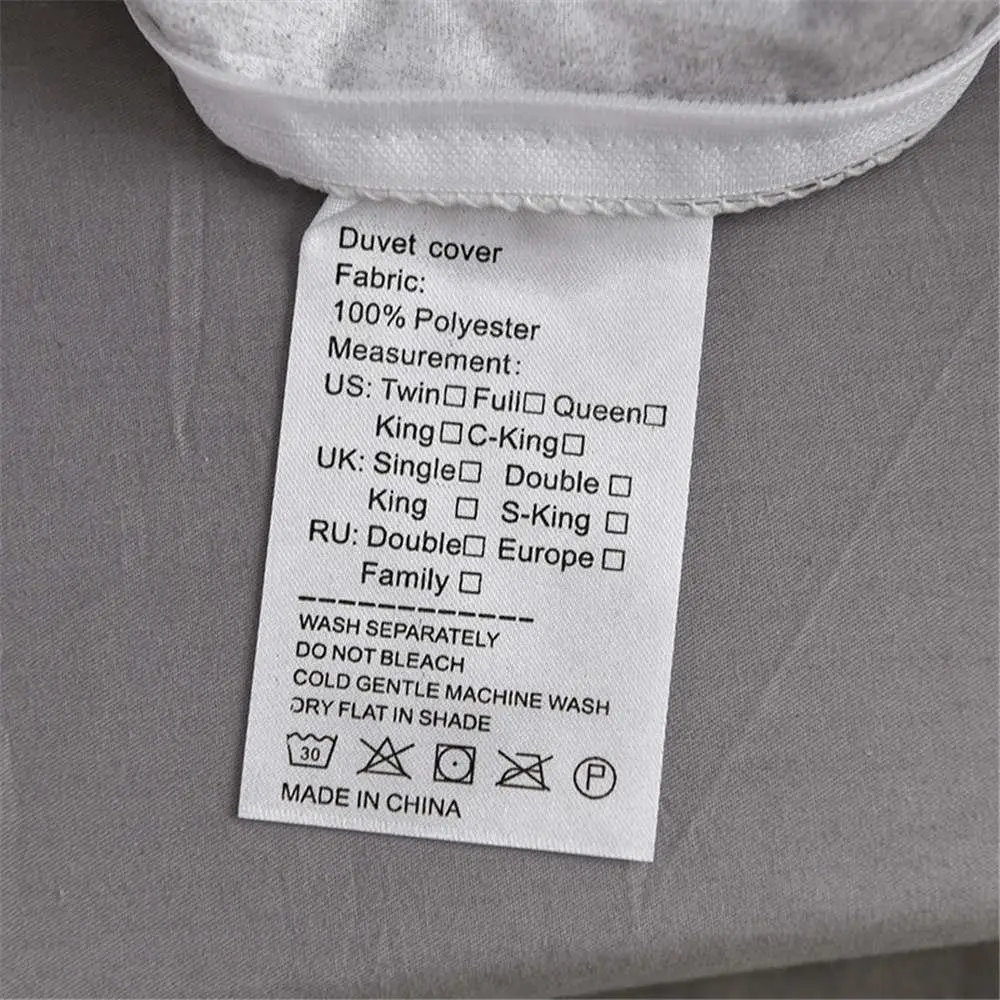 Duvet cover
Fabric:
100% Polyester
Measurement:
US: Twin□ Full□ Queen□
King□ C-King□
UK: Single□ Double □
King □ S-King □
RU: Double□ Europe □
Family □
------------
WASH SEPARATELY
DO NOT BLEACH
COLD GENTLE MACHINE WASH
DRY FLAT IN SHADE
30 P
MADE IN CHINA